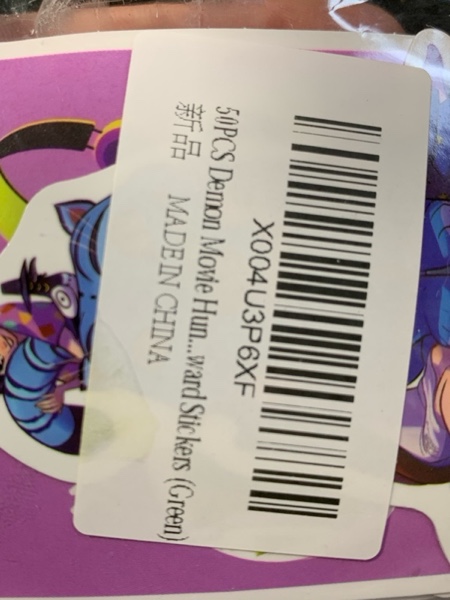 X004U3P6XF
50PCS Demon Movie Hun...ward Stickers (Green)
新品 MADE IN CHINA